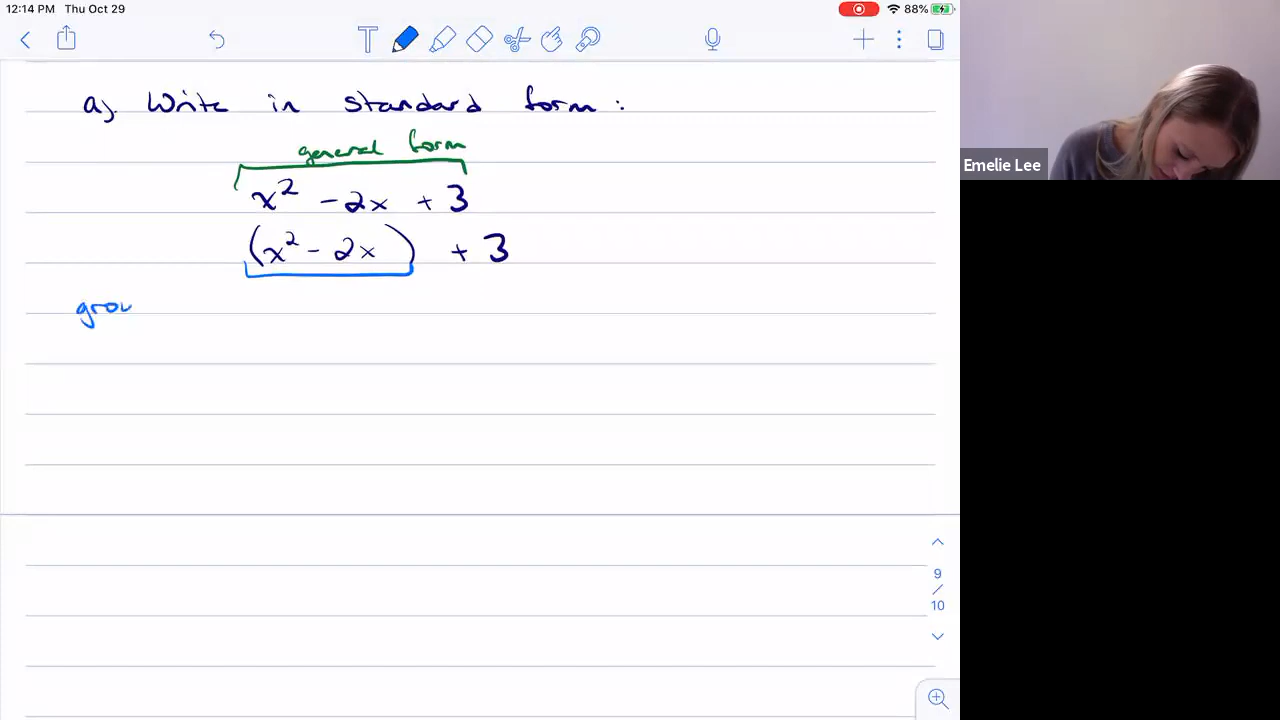 12:14 PM Thu Oct 29
88%
a). Write in standard form:
general form
x² - 2x + 3
(x² - 2x ) + 3
grou
Emelie Lee
9
/
10